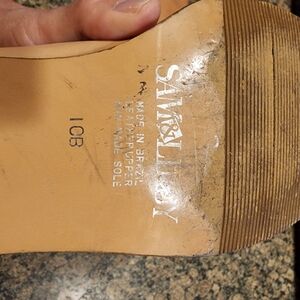 SAM & LIBBY
MADE IN BRAZIL
LEATHER UPPER
MAN MADE SOLE
10B